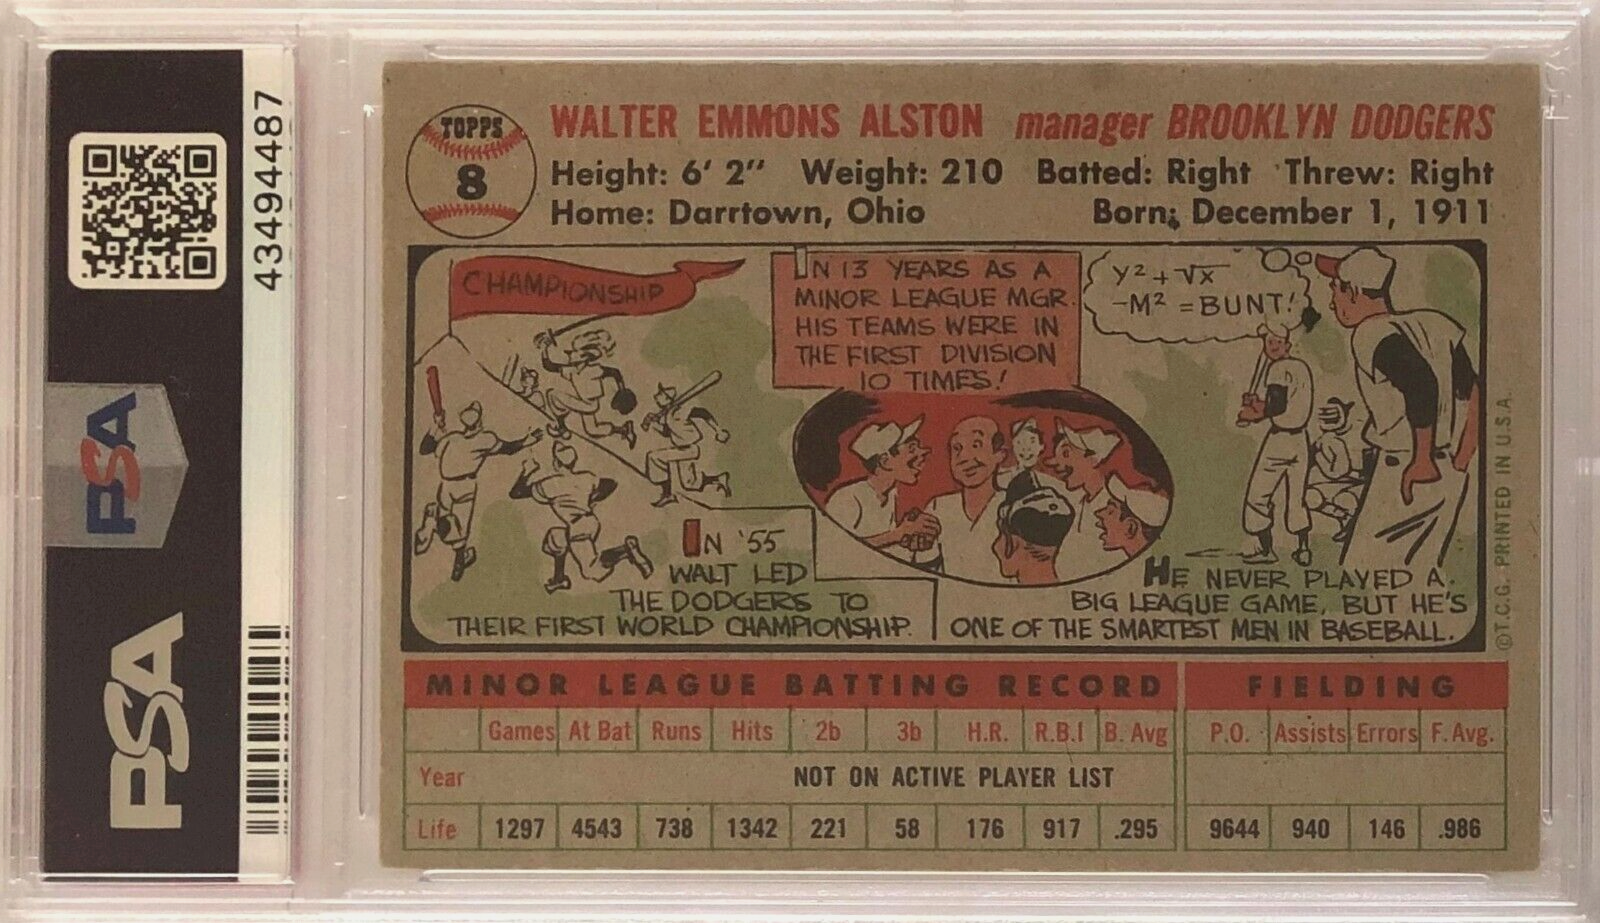 43494487
PSA
PSA
TOPPS
8
WALTER EMMONS ALSTON manager BROOKLYN DODGERS
Height: 6' 2" Weight: 210 Batted: Right Threw: Right
Home: Darrtown, Ohio Born: December 1, 1911
CHAMPIONSHIP
IN '55
WALT LED
THE DODGERS TO
THEIR FIRST WORLD CHAMPIONSHIP.
IN 13 YEARS AS A
MINOR LEAGUE MGR.
HIS TEAMS WERE IN
THE FIRST DIVISION
10 TIMES!
Y² + √X
-M² = BUNT!
HE NEVER PLAYED A
BIG LEAGUE GAME, BUT HE'S
ONE OF THE SMARTEST MEN IN BASEBALL.
©T.C.G. PRINTED IN U.S.A.
MINOR LEAGUE BATTING RECORD FIELDING
Games At Bat Runs Hits 2b 3b H.R. R.B.I B. Avg P.O. Assists Errors F. Avg.
Year NOT ON ACTIVE PLAYER LIST
Life 1297 4543 738 1342 221 58 176 917 .295 9644 940 146 .986